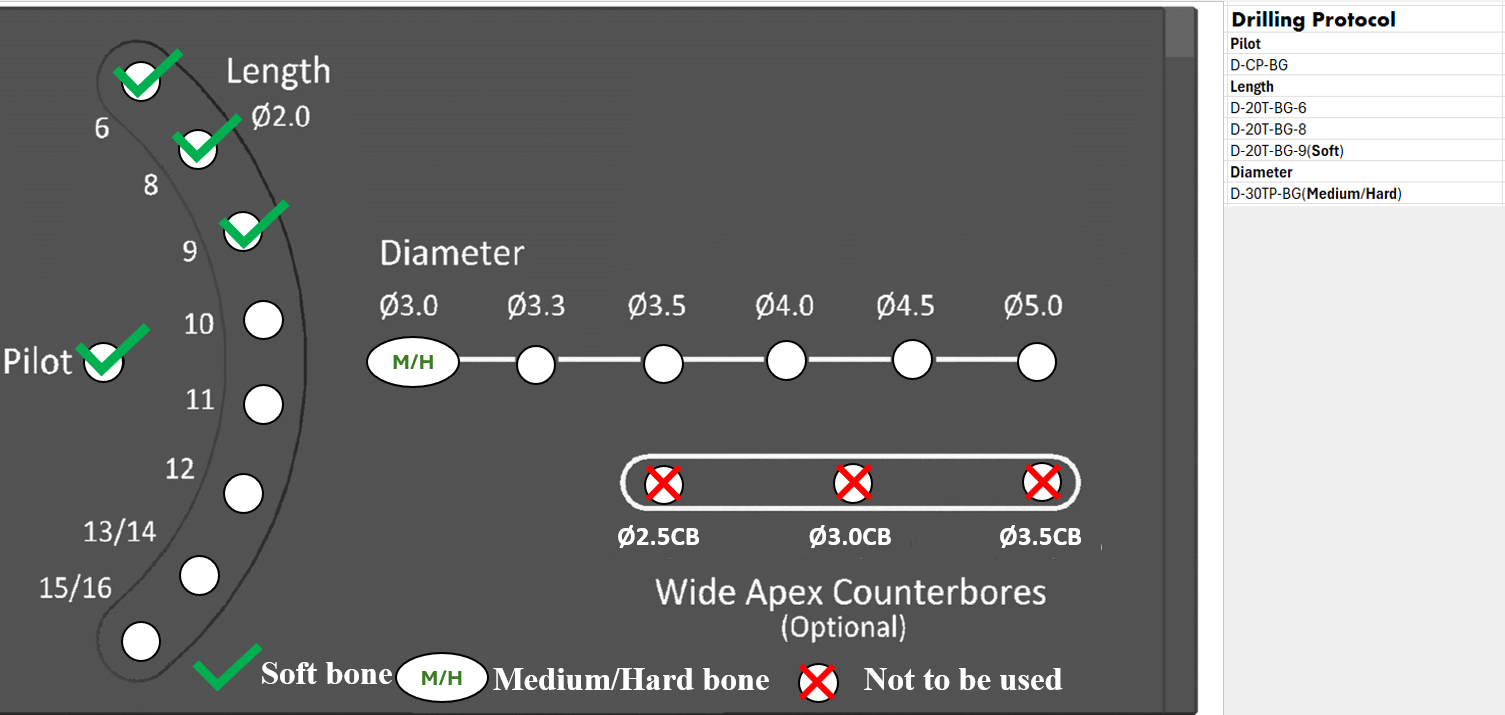 Length
Ø2.0
6
8
9
10
11
12
13/14
15/16
Pilot
Diameter
Ø3.0 Ø3.3 Ø3.5 Ø4.0 Ø4.5 Ø5.0
M/H
Ø2.5CB Ø3.0CB Ø3.5CB
Wide Apex Counterbores
(Optional)
Soft bone M/H Medium/Hard bone Not to be used
Drilling Protocol
Pilot
D-CP-BG
Length
D-20T-BG-6
D-20T-BG-8
D-20T-BG-9(Soft)
Diameter
D-30TP-BG(Medium/Hard)